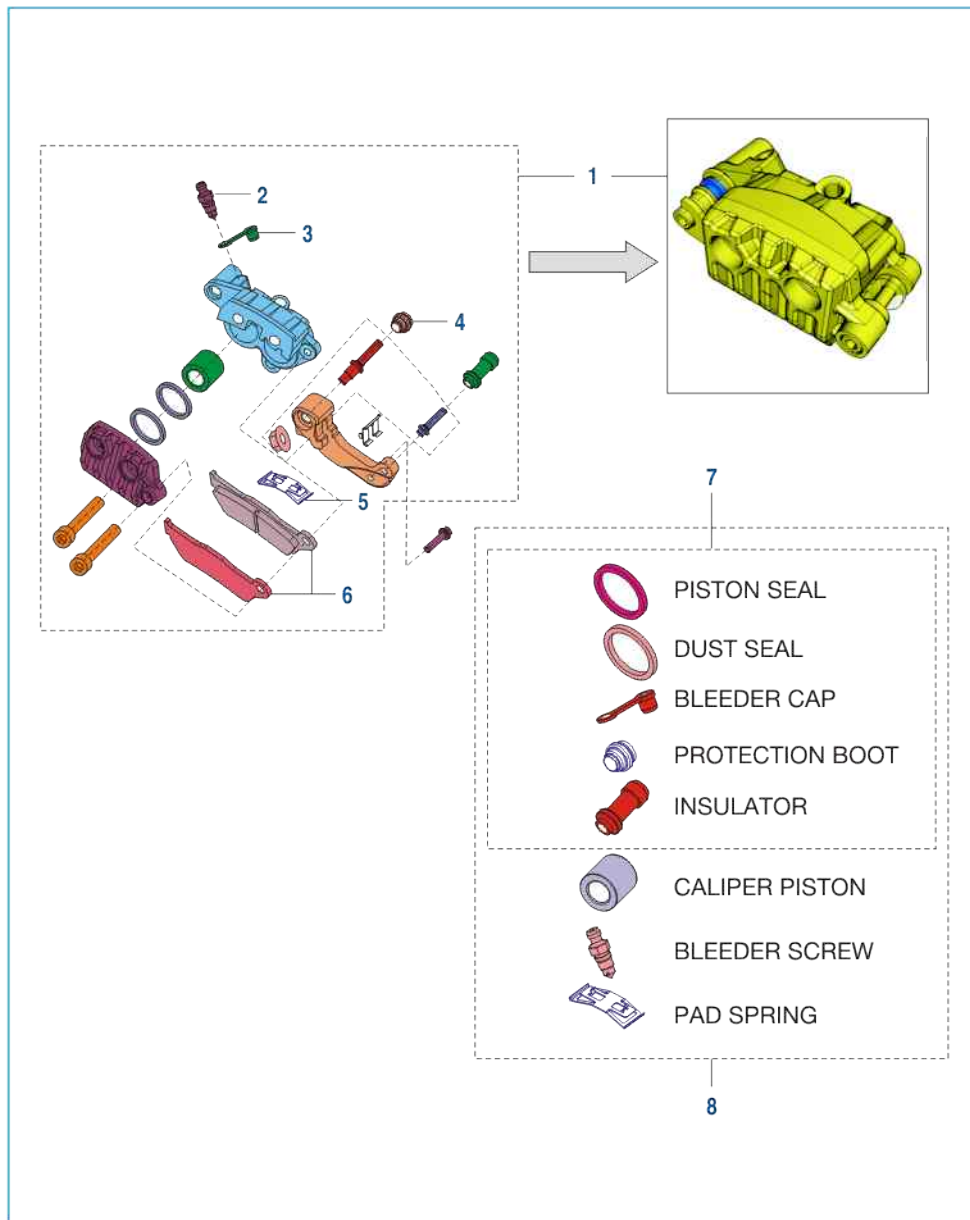 1
2
3
4
5
6
7
PISTON SEAL
DUST SEAL
BLEEDER CAP
PROTECTION BOOT
INSULATOR
CALIPER PISTON
BLEEDER SCREW
PAD SPRING
8